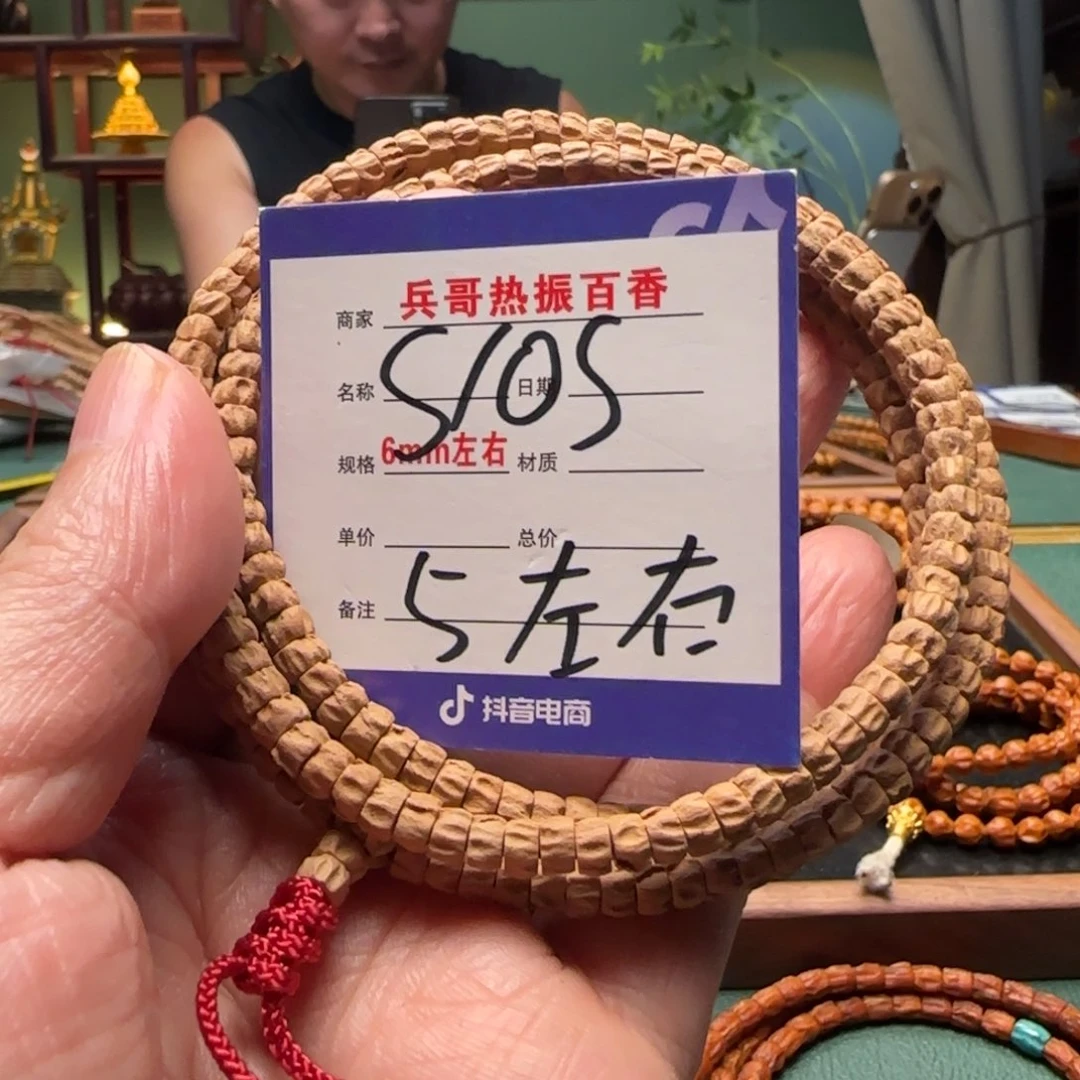 商家 兵哥热振百香
名称 S105 日期
规格 6mm左右 材质
单价 总价
备注 5左右
抖音电商